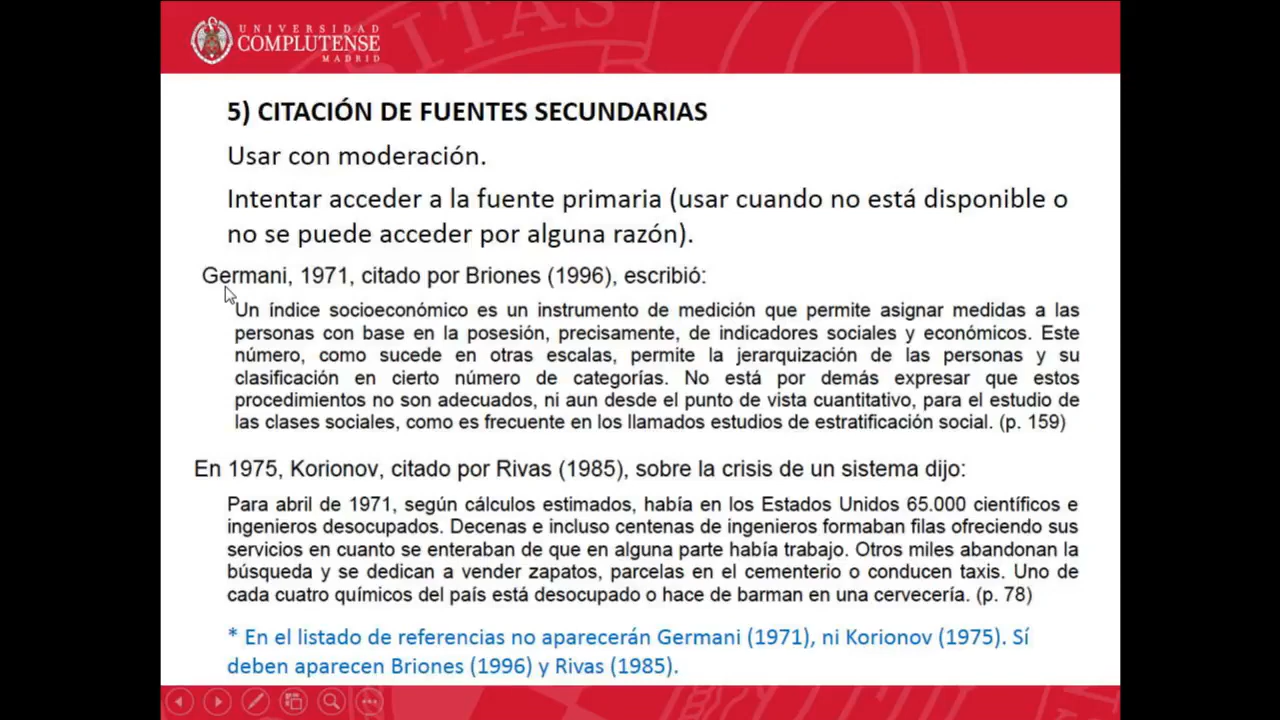 UNIVERSIDAD
COMPLUTENSE
MADRID
5) CITACIÓN DE FUENTES SECUNDARIAS
Usar con moderación.
Intentar acceder a la fuente primaria (usar cuando no está disponible o
no se puede acceder por alguna razón).
Germani, 1971, citado por Briones (1996), escribió:
Un índice socioeconómico es un instrumento de medición que permite asignar medidas a las
personas con base en la posesión, precisamente, de indicadores sociales y económicos. Este
número, como sucede en otras escalas, permite la jerarquización de las personas y su
clasificación en cierto número de categorías. No está por demás expresar que estos
procedimientos no son adecuados, ni aun desde el punto de vista cuantitativo, para el estudio de
las clases sociales, como es frecuente en los llamados estudios de estratificación social. (p. 159)
En 1975, Korionov, citado por Rivas (1985), sobre la crisis de un sistema dijo:
Para abril de 1971, según cálculos estimados, había en los Estados Unidos 65.000 científicos e
ingenieros desocupados. Decenas e incluso centenas de ingenieros formaban filas ofreciendo sus
servicios en cuanto se enteraban de que en alguna parte había trabajo. Otros miles abandonan la
búsqueda y se dedican a vender zapatos, parcelas en el cementerio o conducen taxis. Uno de
cada cuatro químicos del país está desocupado o hace de barman en una cervecería. (p. 78)
* En el listado de referencias no aparecerán Germani (1971), ni Korionov (1975). Sí
deben aparecen Briones (1996) y Rivas (1985).